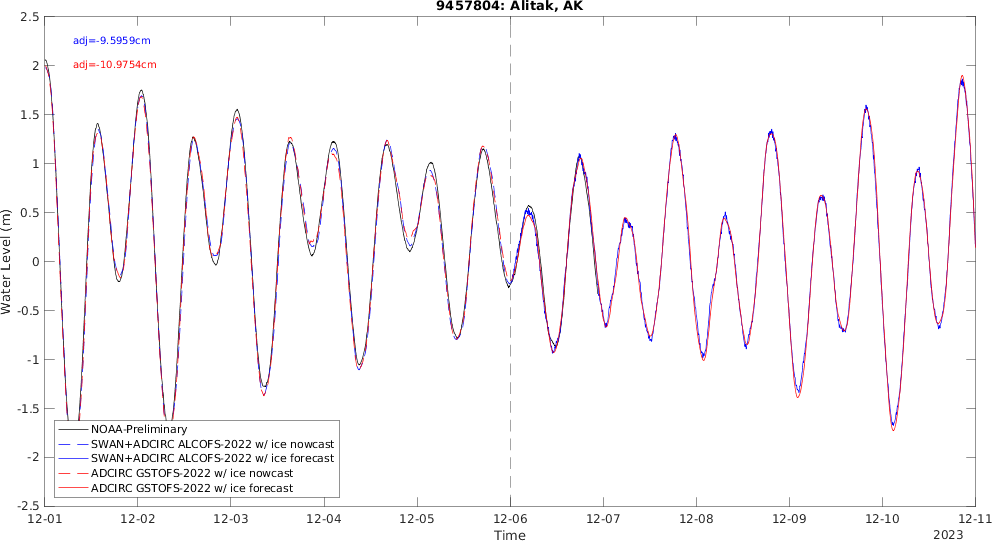 9457804: Alitak, AK
adj=-9.5959cm
adj=-10.9754cm
2.5
2
1.5
1
0.5
0
-0.5
-1
-1.5
-2
-2.5
Water Level (m)
NOAA-Preliminary
SWAN+ADCIRC ALCOFS-2022 w/ ice nowcast
SWAN+ADCIRC ALCOFS-2022 w/ ice forecast
ADCIRC GSTOFS-2022 w/ ice nowcast
ADCIRC GSTOFS-2022 w/ ice forecast
12-01 12-02 12-03 12-04 12-05 12-06 12-07 12-08 12-09 12-10 12-11
Time
2023